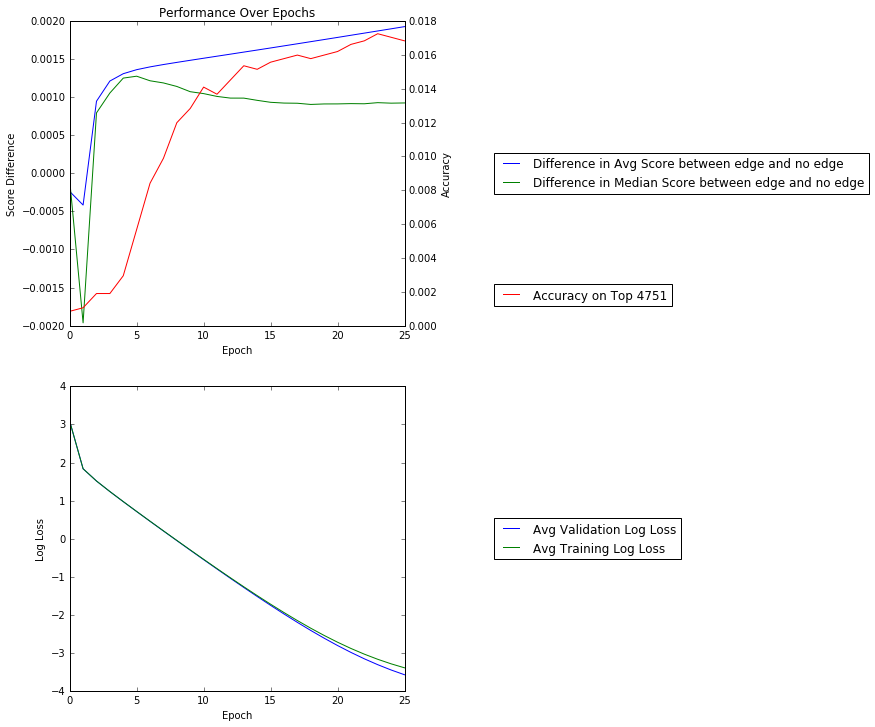 Performance Over Epochs
0.0020
0.0015
0.0010
0.0005
0.0000
−0.0005
−0.0010
−0.0015
−0.0020
Score Difference
0.018
0.016
0.014
0.012
0.010
0.008
0.006
0.004
0.002
0.000
Accuracy
0 5 10 15 20 25
Epoch
Difference in Avg Score between edge and no edge
Difference in Median Score between edge and no edge
Accuracy on Top 4751
4
3
2
1
0
−1
−2
−3
−4
Log Loss
0 5 10 15 20 25
Epoch
Avg Validation Log Loss
Avg Training Log Loss